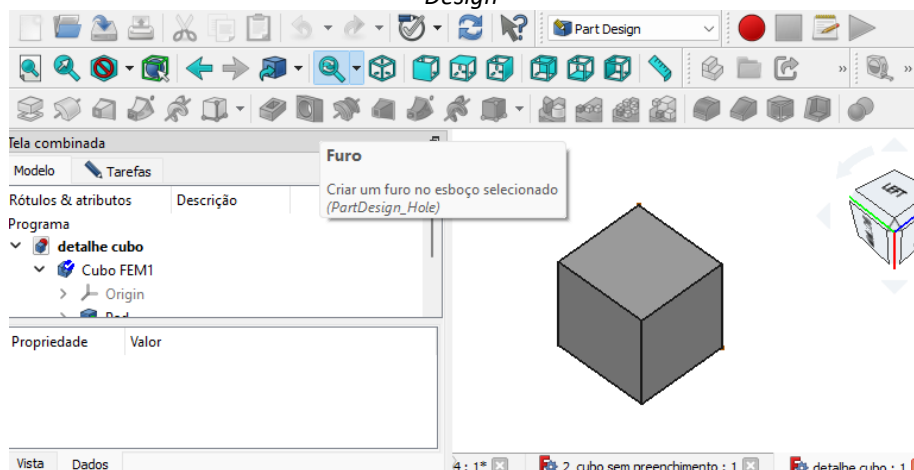 Design
Part Design
»
»
Tela combinada
Modelo
Tarefas
Furo
Criar um furo no esboço selecionado
(PartDesign_Hole)
Rótulos & atributos
Descrição
Programa
detalhe cubo
Cubo FEM1
Origin
Pad
Propriedade
Valor
LEFT
Vista
Dados
4 : 1*
2_cubo sem preenchimento : 1
detalhe cubo : 1